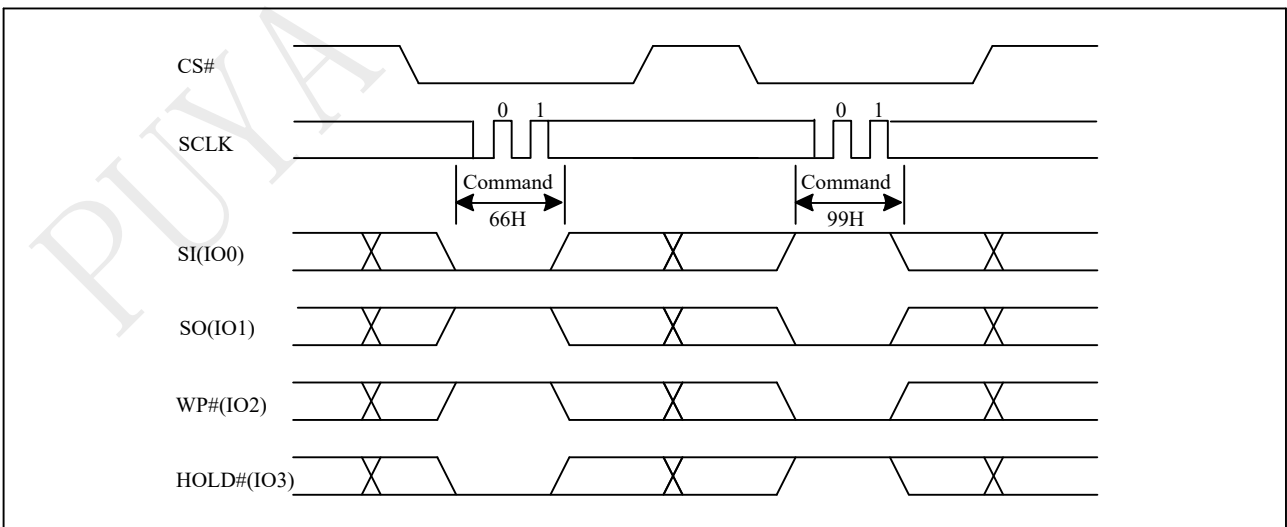 PUYA
CS#
0 1 0 1
SCLK
Command Command
66H 99H
SI(IO0)
SO(IO1)
WP#(IO2)
HOLD#(IO3)